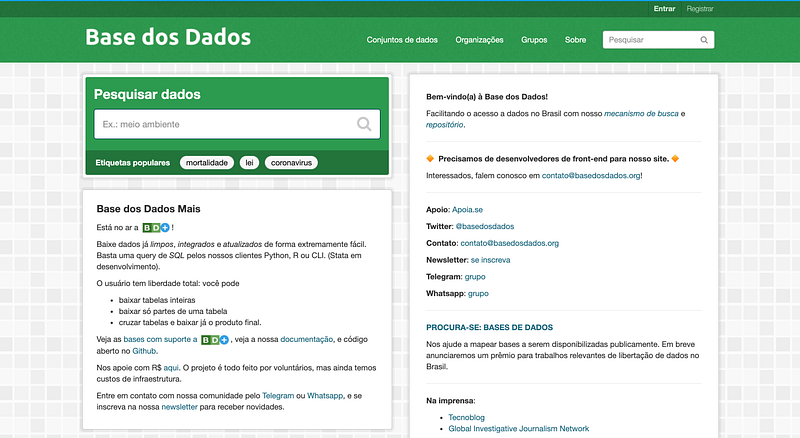 Entrar Registrar
Base dos Dados
Conjuntos de dados Organizações Grupos Sobre Pesquisar
Pesquisar dados
Ex.: meio ambiente
Etiquetas populares mortalidade lei coronavirus
Base dos Dados Mais
Está no ar a BD+ !
Baixe dados já limpos, integrados e atualizados de forma extremamente fácil.
Basta uma query de SQL pelos nossos clientes Python, R ou CLI. (Stata em
desenvolvimento).
O usuário tem liberdade total: você pode
• baixar tabelas inteiras
• baixar só partes de uma tabela
• cruzar tabelas e baixar já o produto final.
Veja as bases com suporte a BD+ , veja a nossa documentação, e código
aberto no Github.
Nos apoie com R$ aqui. O projeto é todo feito por voluntários, mas ainda temos
custos de infraestrutura.
Entre em contato com nossa comunidade pelo Telegram ou Whatsapp, e se
inscreva na nossa newsletter para receber novidades.
Bem-vindo(a) à Base dos Dados!
Facilitando o acesso a dados no Brasil com nosso mecanismo de busca e
repositório.
🔶 Precisamos de desenvolvedores de front-end para nosso site. 🔶
Interessados, falem conosco em contato@basedosdados.org!
Apoio: Apoia.se
Twitter: @basedosdados
Contato: contato@basedosdados.org
Newsletter: se inscreva
Telegram: grupo
Whatsapp: grupo
PROCURA-SE: BASES DE DADOS
Nos ajude a mapear bases a serem disponibilizadas publicamente. Em breve
anunciaremos um prêmio para trabalhos relevantes de libertação de dados no
Brasil.
Na imprensa:
• Tecnoblog
• Global Investigative Journalism Network